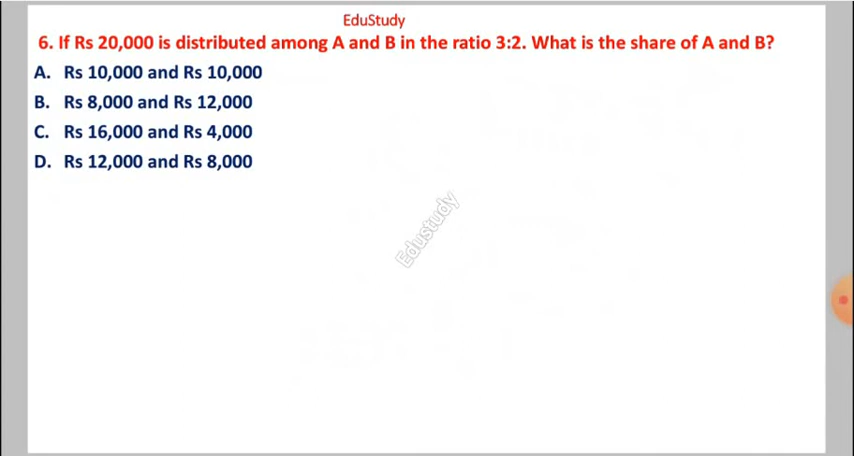 EduStudy
6. If Rs 20,000 is distributed among A and B in the ratio 3:2. What is the share of A and B?
A. Rs 10,000 and Rs 10,000
B. Rs 8,000 and Rs 12,000
C. Rs 16,000 and Rs 4,000
D. Rs 12,000 and Rs 8,000
Edustudy